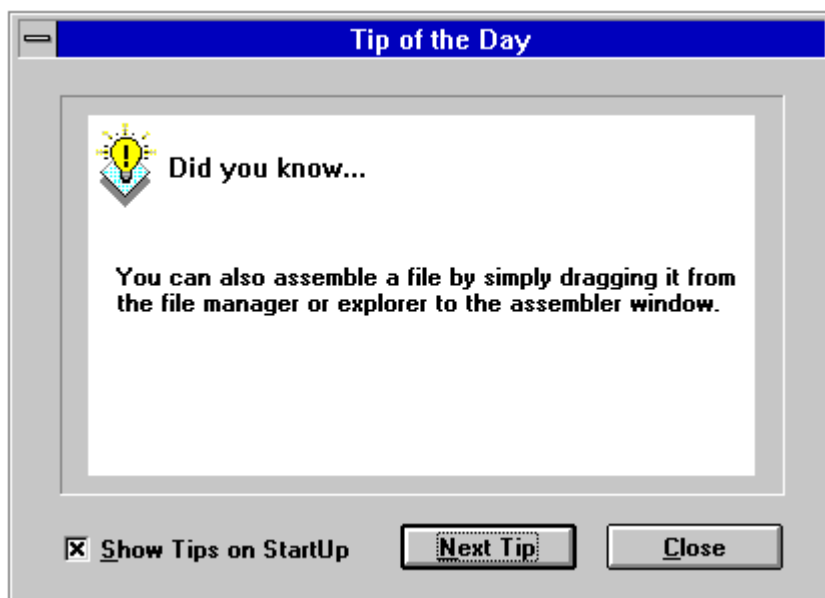 Tip of the Day
Did you know...
You can also assemble a file by simply dragging it from
the file manager or explorer to the assembler window.
Show Tips on StartUp
Next Tip
Close